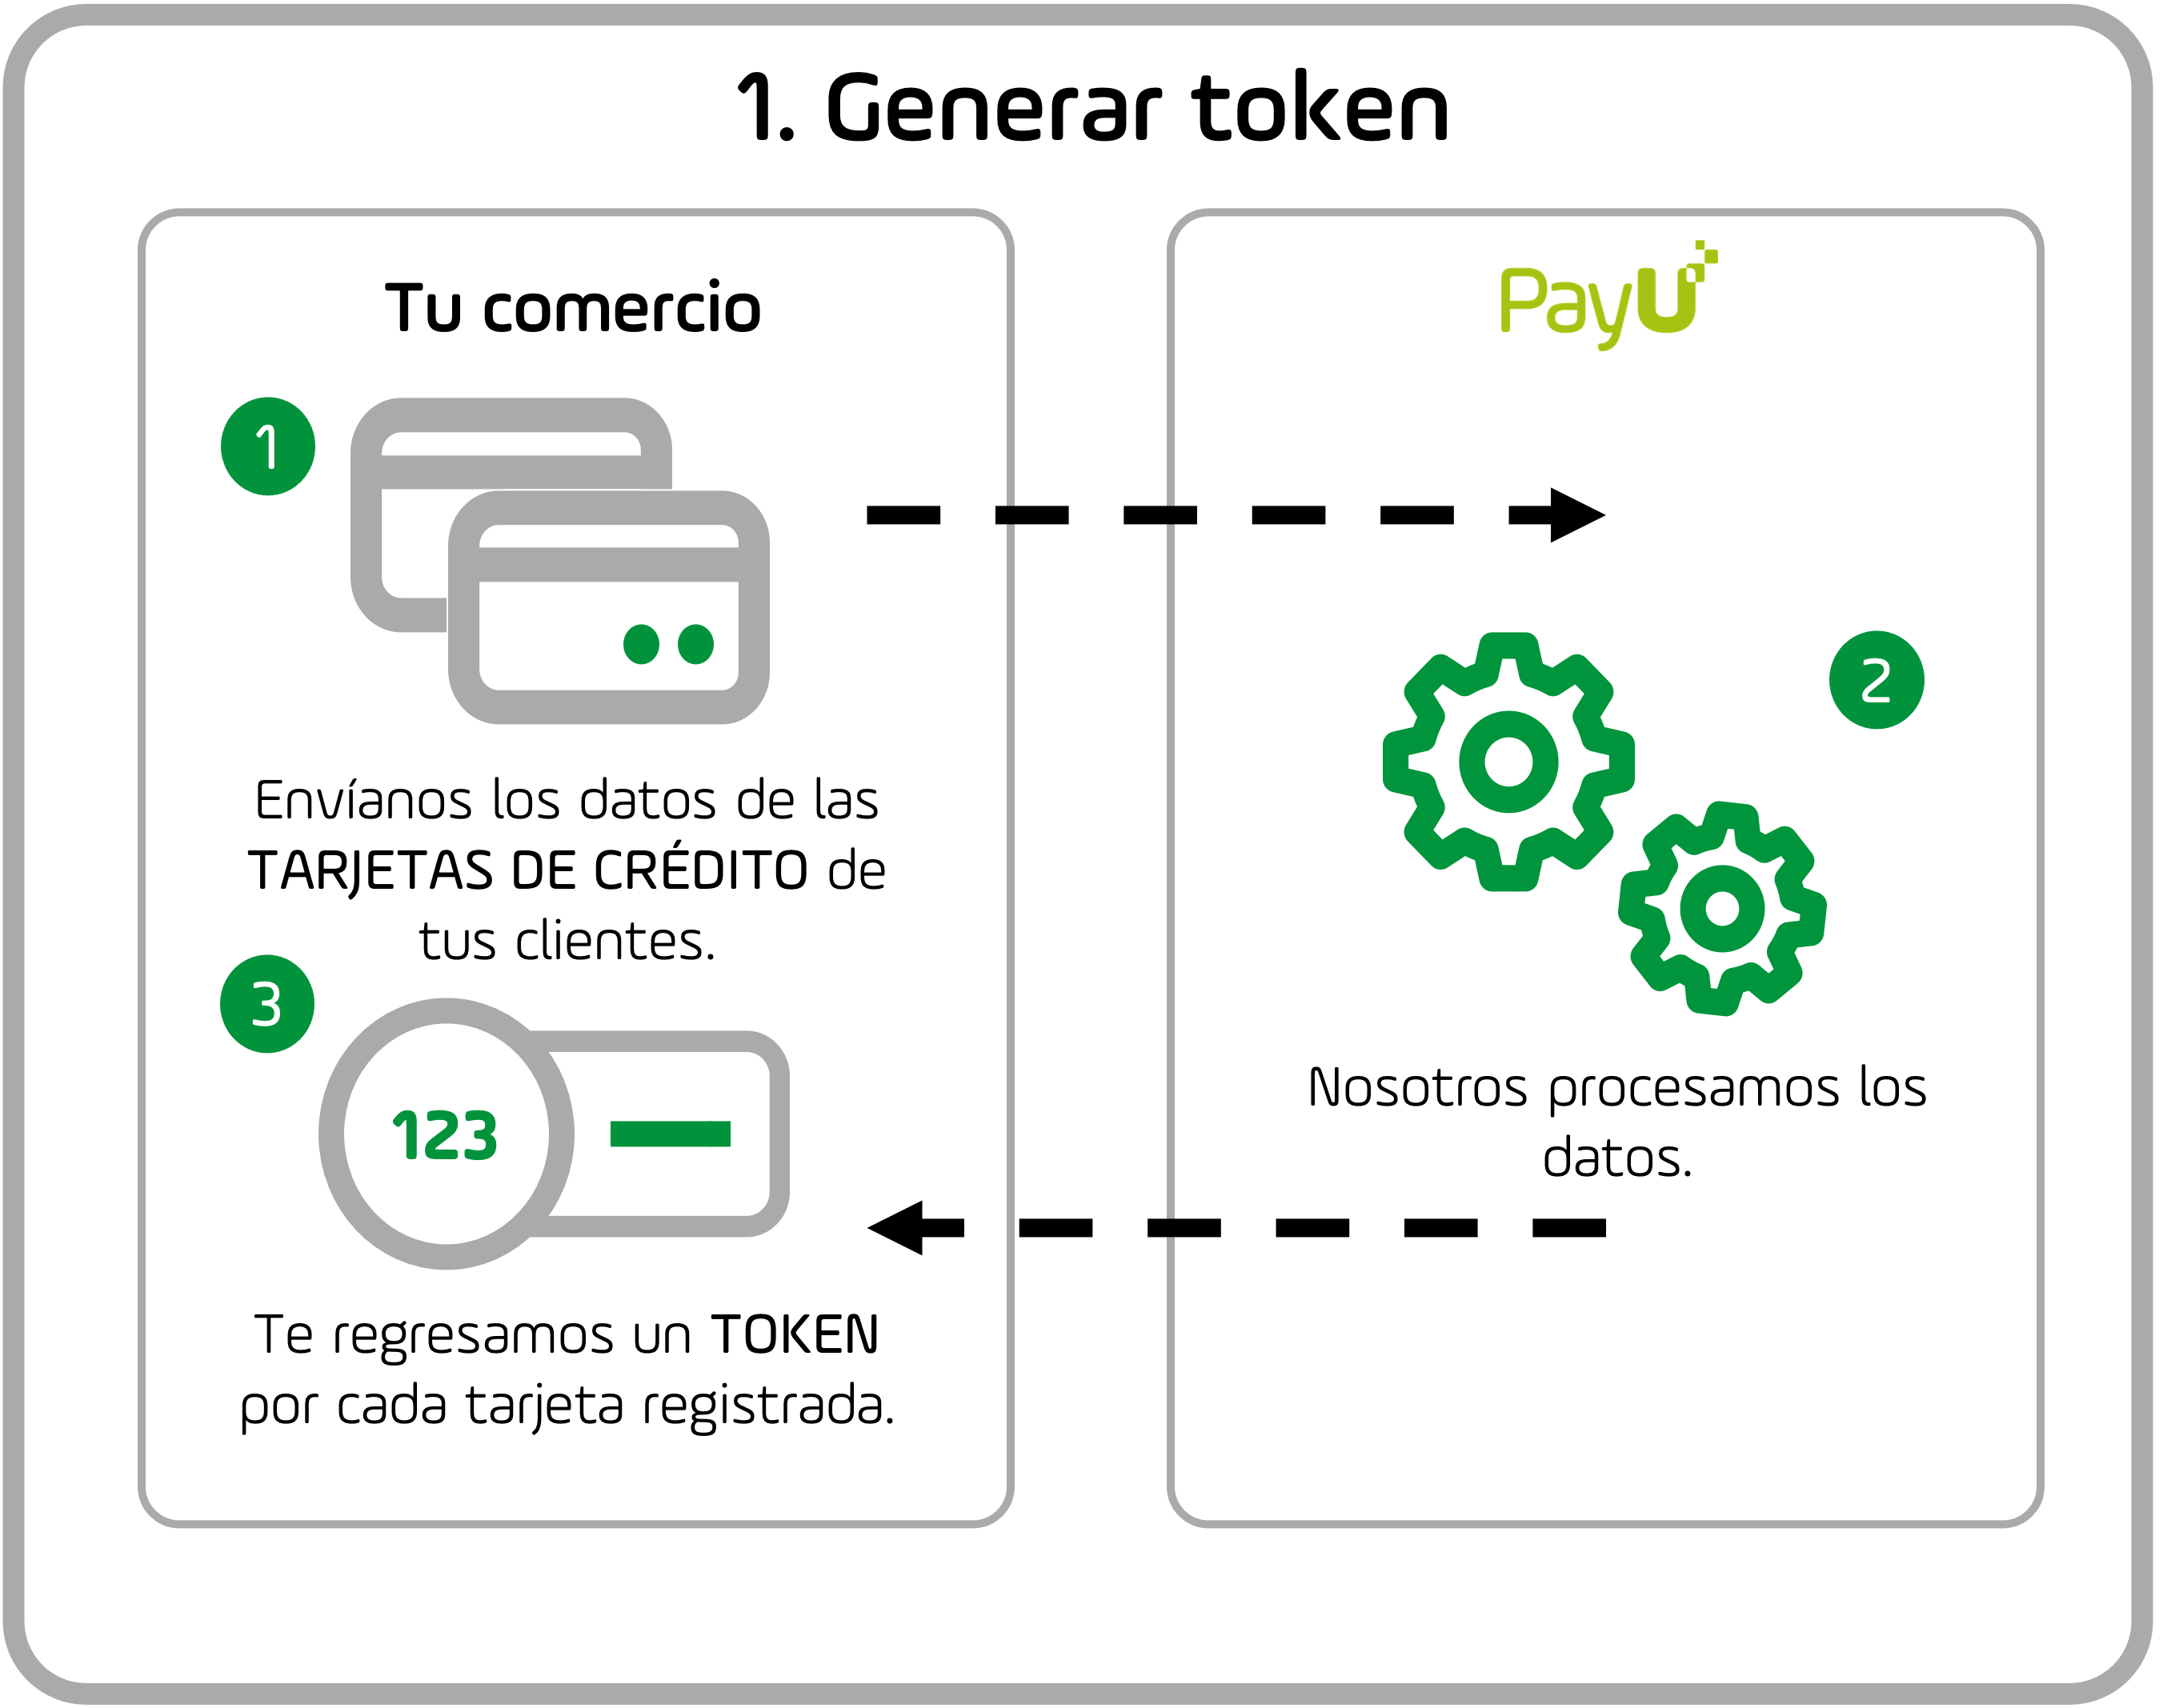 1. Generar token
Tu comercio
1
Envíanos los datos de las
TARJETAS DE CRÉDITO de
tus clientes.
3
123
Te regresamos un TOKEN
por cada tarjeta registrada.
PayU
2
Nosotros procesamos los
datos.